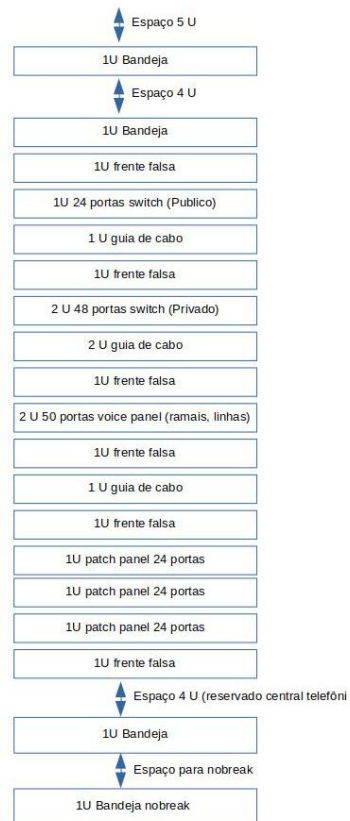 Espaço 5 U
1U Bandeja
Espaço 4 U
1U Bandeja
1U frente falsa
1U 24 portas switch (Publico)
1 U guia de cabo
1U frente falsa
2 U 48 portas switch (Privado)
2 U guia de cabo
1U frente falsa
2 U 50 portas voice panel (ramais, linhas)
1U frente falsa
1 U guia de cabo
1U frente falsa
1U patch panel 24 portas
1U patch panel 24 portas
1U patch panel 24 portas
1U frente falsa
Espaço 4 U (reservado central telefôni
1U Bandeja
Espaço para nobreak
1U Bandeja nobreak